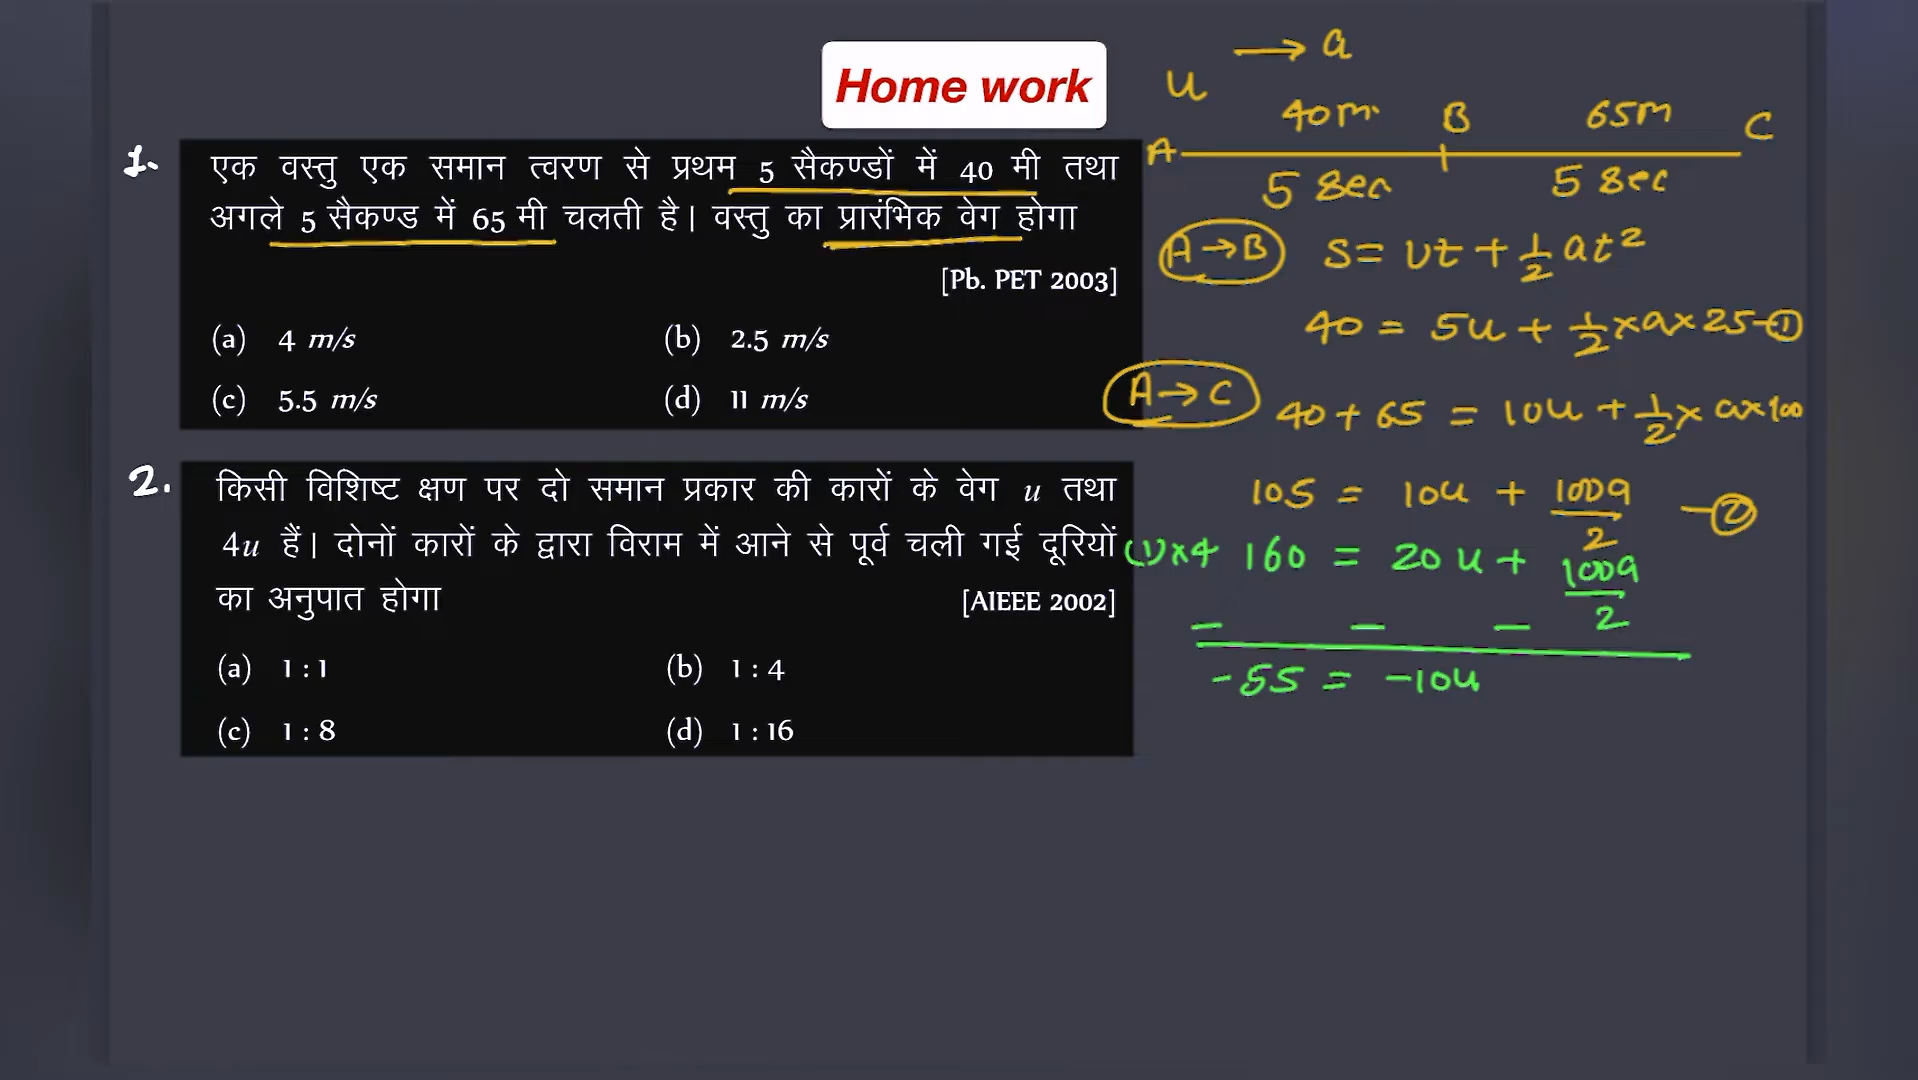 Home work
1. एक वस्तु एक समान त्वरण से प्रथम 5 सैकण्डों में 40 मी तथा
अगले 5 सैकण्ड में 65 मी चलती है। वस्तु का प्रारंभिक वेग होगा
[Pb. PET 2003]
(a) 4 m/s (b) 2.5 m/s
(c) 5.5 m/s (d) 11 m/s
2. किसी विशिष्ट क्षण पर दो समान प्रकार की कारों के वेग u तथा
4u हैं। दोनों कारों के द्वारा विराम में आने से पूर्व चली गई दूरियों
का अनुपात होगा [AIEEE 2002]
(a) 1 : 1 (b) 1 : 4
(c) 1 : 8 (d) 1 : 16
u → a
A 40m B 65m C
5 sec 5 sec
A→B S = ut + 1/2 at²
40 = 5u + 1/2 × a × 25 —①
A→C 40 + 65 = 10u + 1/2 × a × 100
105 = 10u + 100a/2 —②
(1)×4 160 = 20u + 100a/2
− − −
-55 = -10u